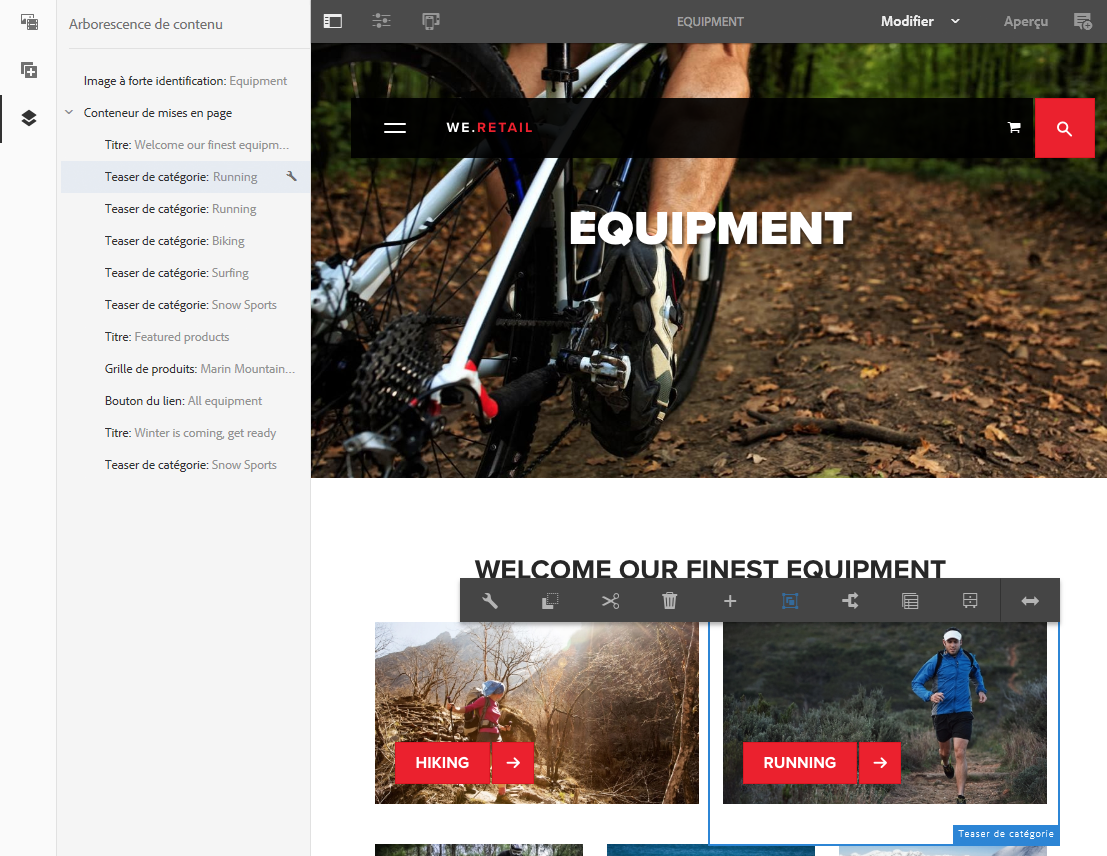 Arborescence de contenu
EQUIPMENT
Modifier
Aperçu
Image à forte identification: Equipment
Conteneur de mises en page
Titre: Welcome our finest equipm...
Teaser de catégorie: Running
Teaser de catégorie: Running
Teaser de catégorie: Biking
Teaser de catégorie: Surfing
Teaser de catégorie: Snow Sports
Titre: Featured products
Grille de produits: Marin Mountain...
Bouton du lien: All equipment
Titre: Winter is coming, get ready
Teaser de catégorie: Snow Sports
WE.RETAIL
EQUIPMENT
WELCOME OUR FINEST EQUIPMENT
HIKING
RUNNING
Teaser de catégorie